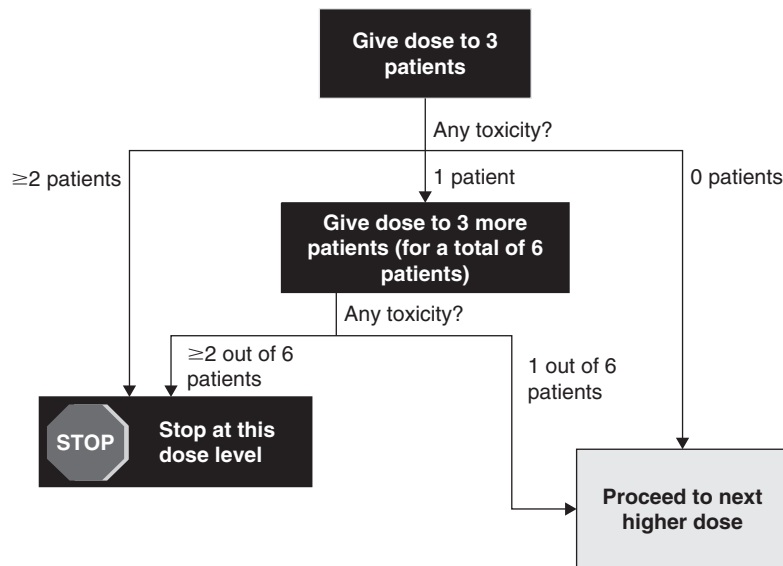 Give dose to 3
patients
Any toxicity?
≥2 patients
1 patient
0 patients
Give dose to 3 more
patients (for a total of 6
patients)
Any toxicity?
≥2 out of 6
patients
1 out of 6
patients
STOP
Stop at this
dose level
Proceed to next
higher dose